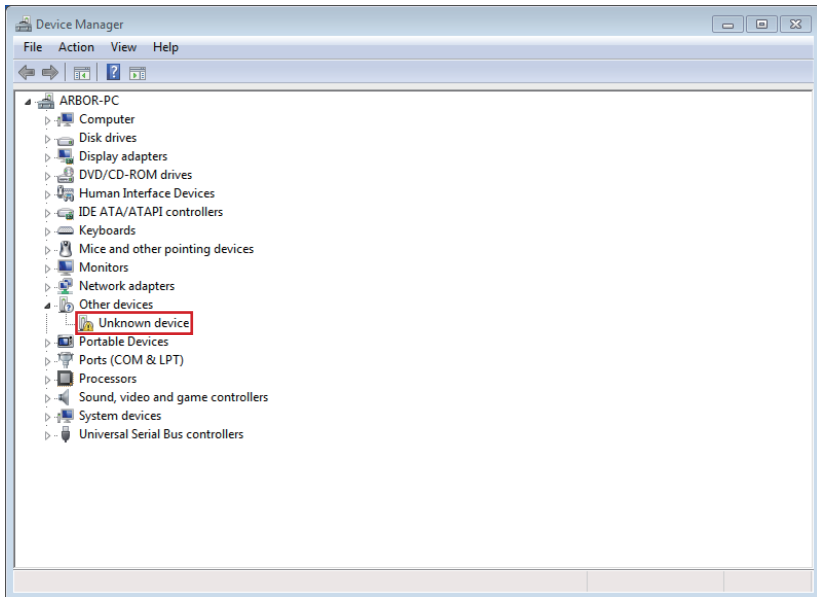 Device Manager
File Action View Help
ARBOR-PC
Computer
Disk drives
Display adapters
DVD/CD-ROM drives
Human Interface Devices
IDE ATA/ATAPI controllers
Keyboards
Mice and other pointing devices
Monitors
Network adapters
Other devices
Unknown device
Portable Devices
Ports (COM & LPT)
Processors
Sound, video and game controllers
System devices
Universal Serial Bus controllers